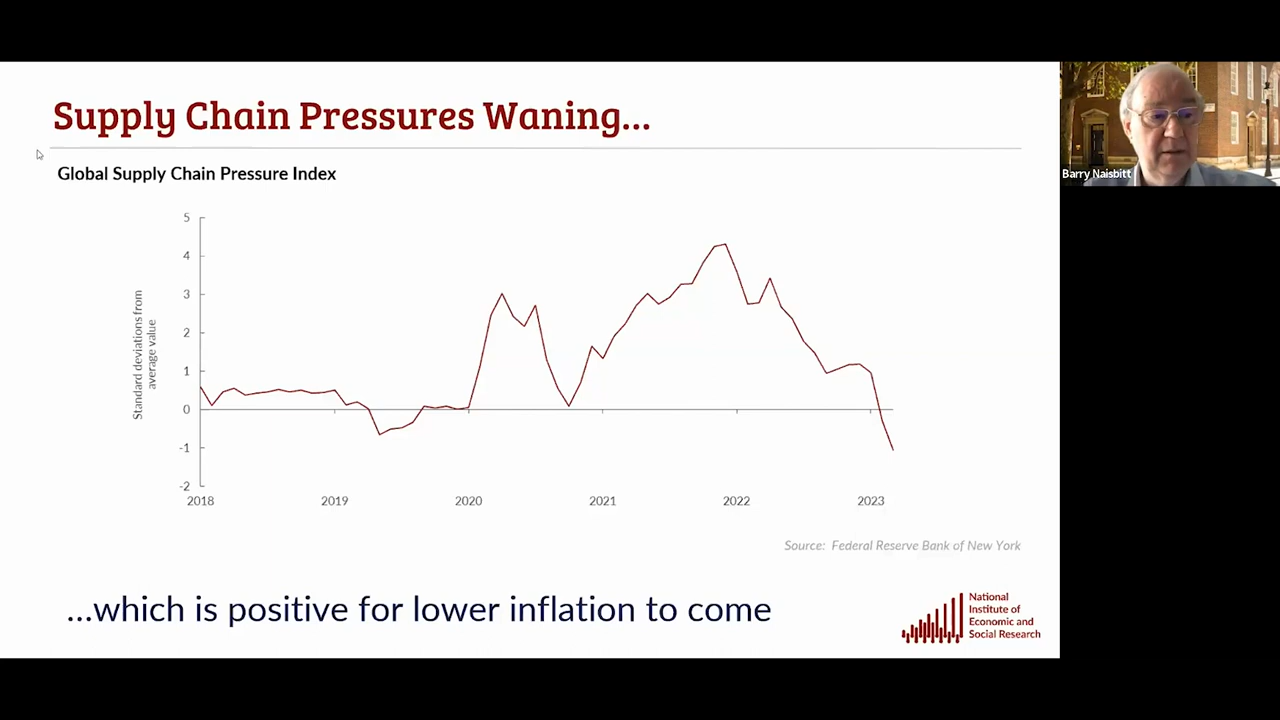 Supply Chain Pressures Waning...
Global Supply Chain Pressure Index
Standard deviations from
average value
5
4
3
2
1
0
-1
-2
2018
2019
2020
2021
2022
2023
Source: Federal Reserve Bank of New York
...which is positive for lower inflation to come
National
Institute of
Economic and
Social Research
Barry Naisbitt